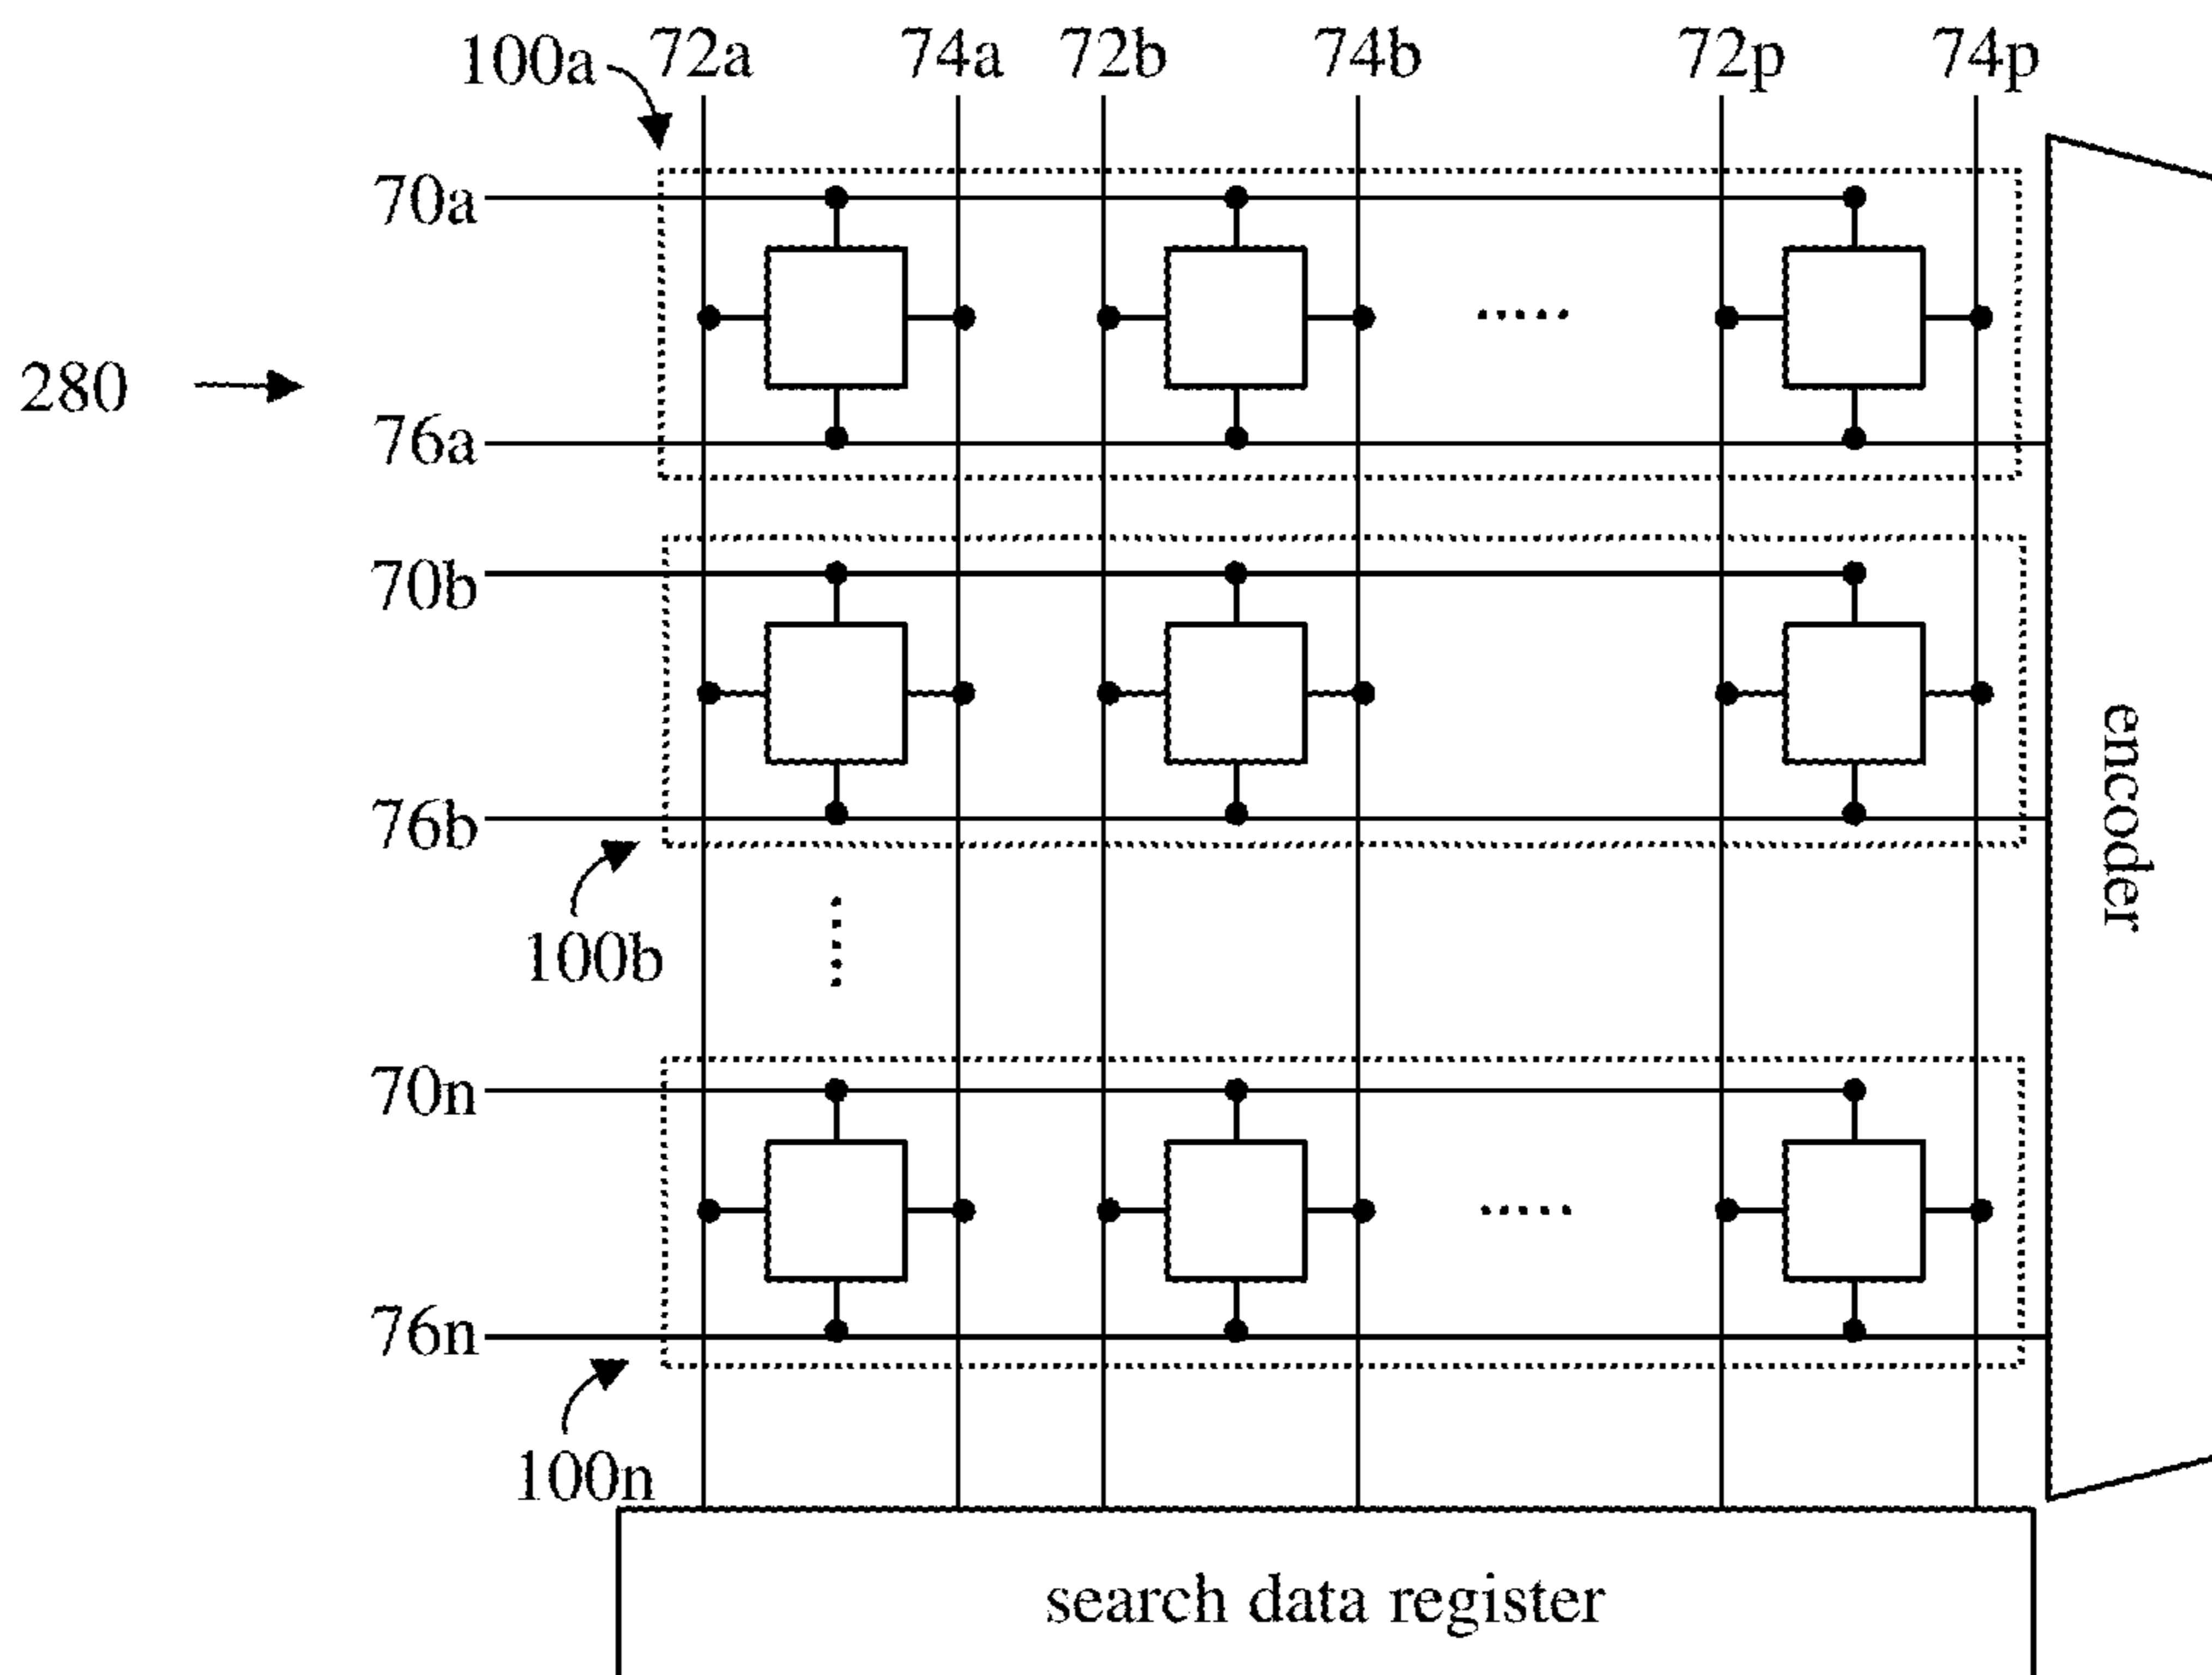 100a 72a 74a 72b 74b 72p 74p
70a
280
76a
70b
76b
encoder
100b
70n
76n
100n
search data register